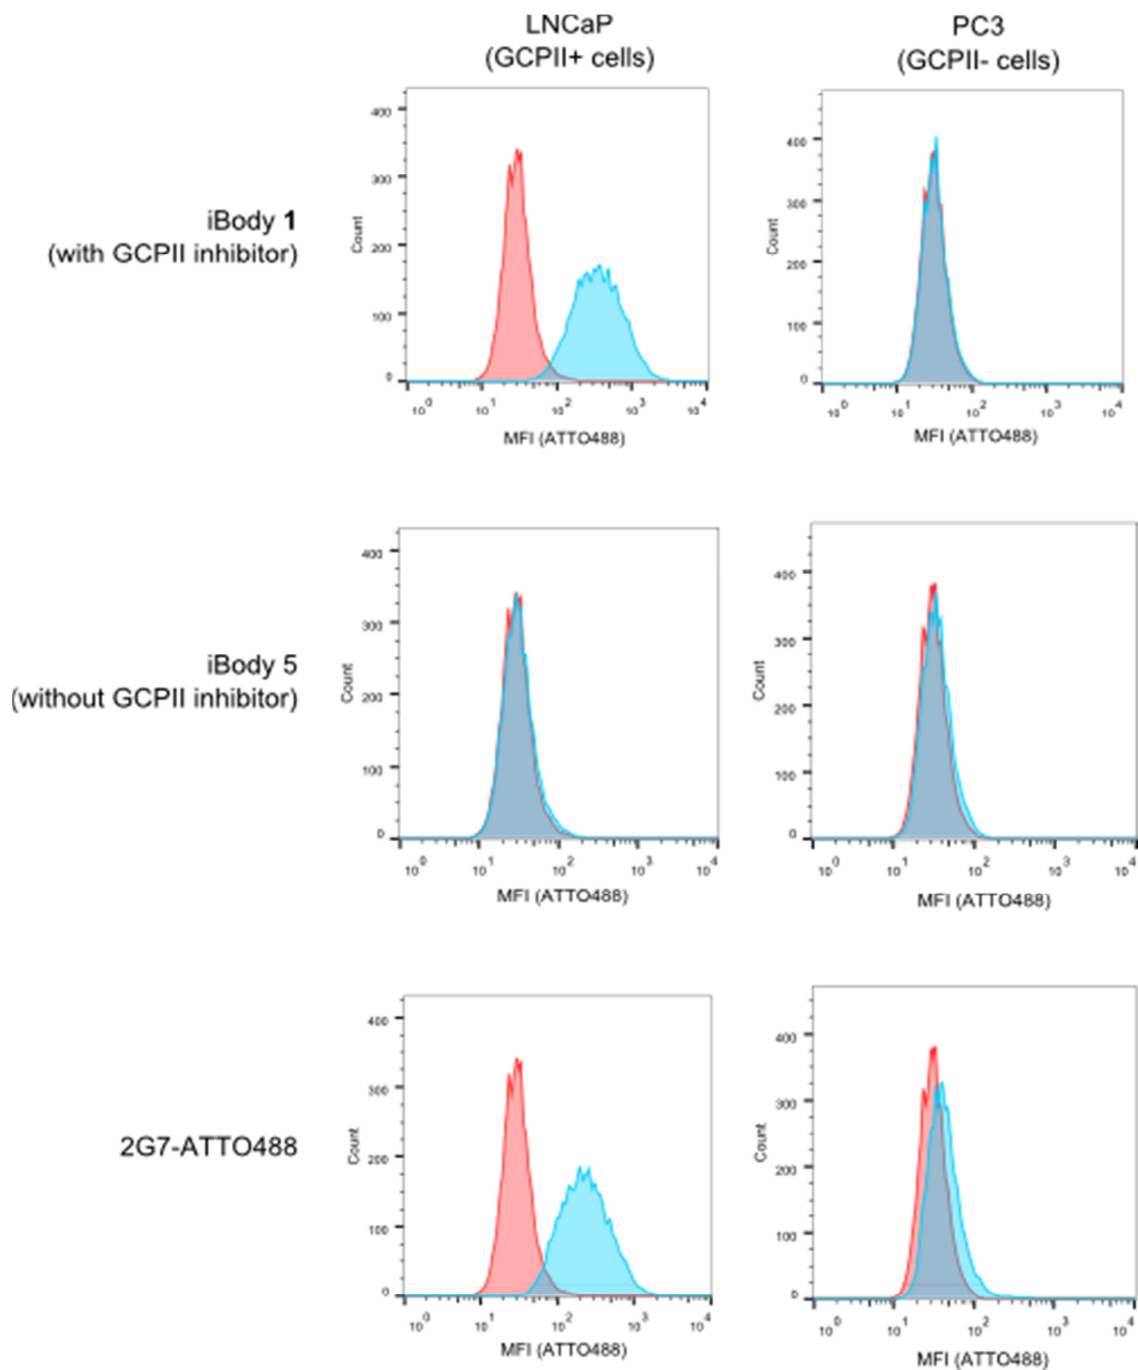 LNCaP
(GCPII+ cells)
PC3
(GCPII- cells)
iBody 1
(with GCPII inhibitor)
Count
400
300
200
100
0
10^0 10^1 10^2 10^3 10^4
MFI (ATTO488)
Count
400
300
200
100
0
10^0 10^1 10^2 10^3 10^4
MFI (ATTO488)
iBody 5
(without GCPII inhibitor)
Count
400
300
200
100
0
10^0 10^1 10^2 10^3 10^4
MFI (ATTO488)
Count
400
300
200
100
0
10^0 10^1 10^2 10^3 10^4
MFI (ATTO488)
2G7-ATTO488
Count
400
300
200
100
0
10^0 10^1 10^2 10^3 10^4
MFI (ATTO488)
Count
400
300
200
100
0
10^0 10^1 10^2 10^3 10^4
MFI (ATTO488)